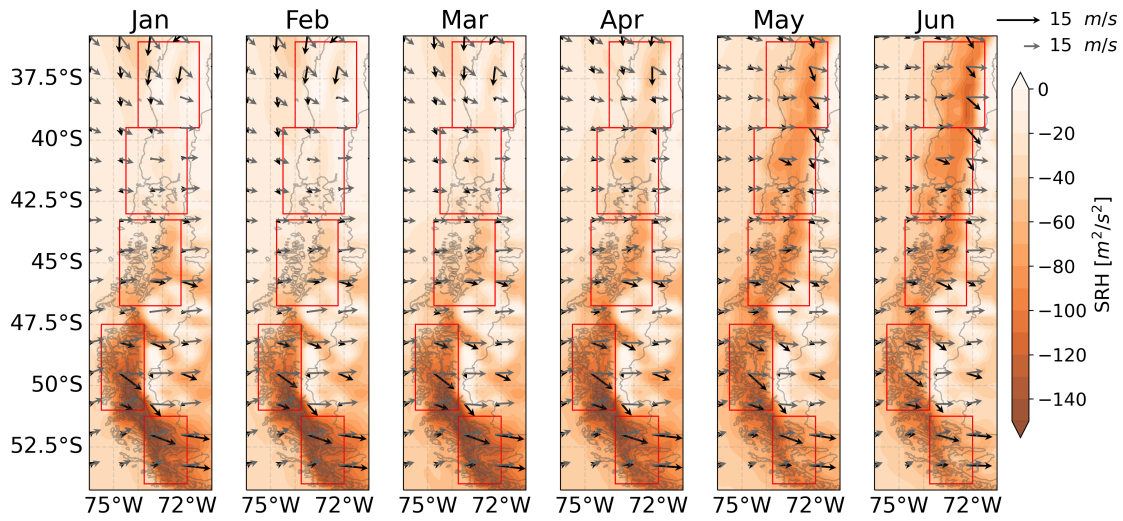 Jan Feb Mar Apr May Jun
15 m/s
15 m/s
37.5°S
40°S
42.5°S
45°S
47.5°S
50°S
52.5°S
75°W 72°W 75°W 72°W 75°W 72°W 75°W 72°W 75°W 72°W 75°W 72°W
0
−20
−40
−60
−80
−100
−120
−140
SRH [m²/s²]